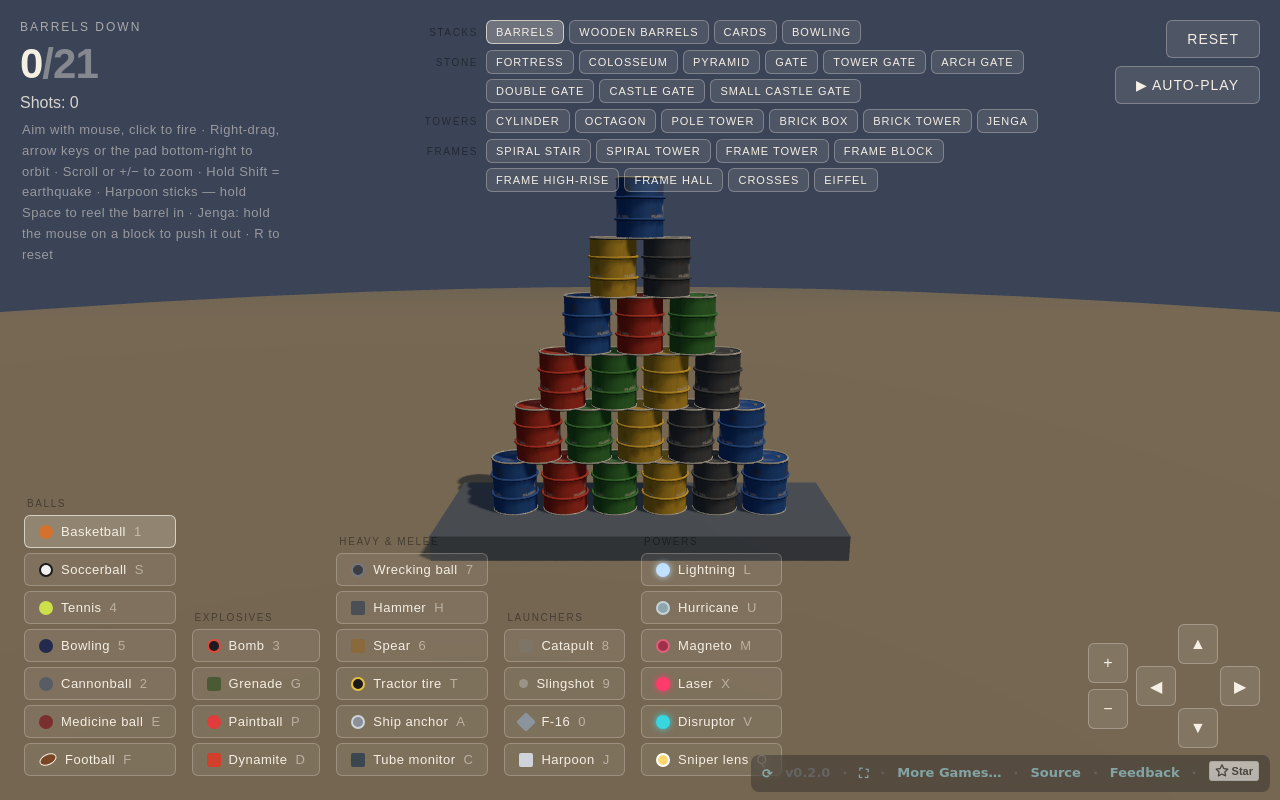 BARRELS DOWN
0/21
Shots: 0
Aim with mouse, click to fire · Right-drag,
arrow keys or the pad bottom-right to
orbit · Scroll or +/− to zoom · Hold Shift =
earthquake · Harpoon sticks — hold
Space to reel the barrel in · Jenga: hold
the mouse on a block to push it out · R to
reset
STACKS BARRELS WOODEN BARRELS CARDS BOWLING
STONE FORTRESS COLOSSEUM PYRAMID GATE TOWER GATE ARCH GATE
DOUBLE GATE CASTLE GATE SMALL CASTLE GATE
TOWERS CYLINDER OCTAGON POLE TOWER BRICK BOX BRICK TOWER JENGA
FRAMES SPIRAL STAIR SPIRAL TOWER FRAME TOWER FRAME BLOCK
FRAME HIGH-RISE FRAME HALL CROSSES EIFFEL
RESET
▶ AUTO-PLAY
BALLS
Basketball 1
Soccerball S
Tennis 4
Bowling 5
Cannonball 2
Medicine ball E
Football F
EXPLOSIVES
Bomb 3
Grenade G
Paintball P
Dynamite D
HEAVY & MELEE
Wrecking ball 7
Hammer H
Spear 6
Tractor tire T
Ship anchor A
Tube monitor C
LAUNCHERS
Catapult 8
Slingshot 9
F-16 0
Harpoon J
POWERS
Lightning L
Hurricane U
Magneto M
Laser X
Disruptor V
Sniper lens Q
+
−
▲
◀ ▶
▼
⟳ v0.2.0 · ⛶ · More Games… · Source · Feedback · Star